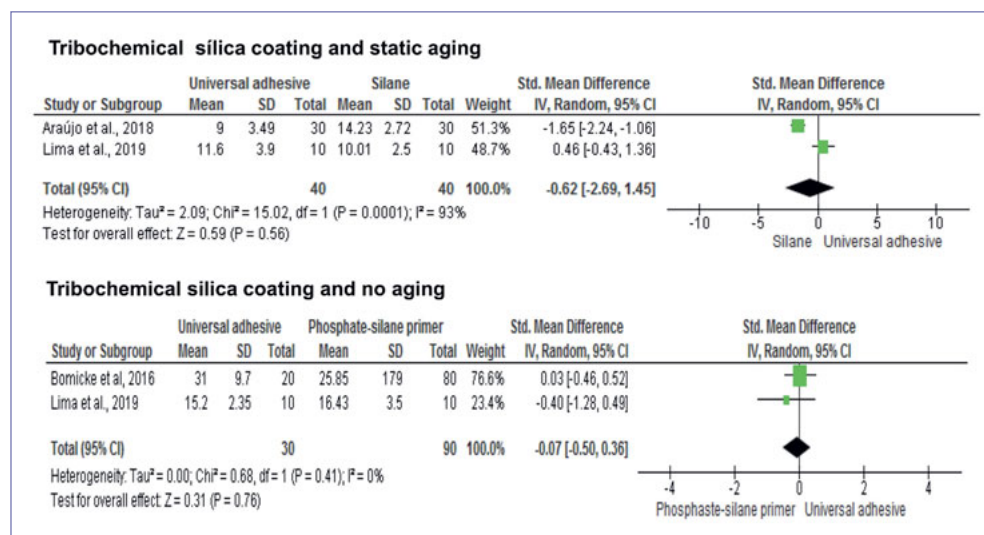 Tribochemical sílica coating and static aging
Universal adhesive Silane Std. Mean Difference Std. Mean Difference
Study or Subgroup Mean SD Total Mean SD Total Weight IV, Random, 95% CI IV, Random, 95% CI
Araújo et al., 2018 9 3.49 30 14.23 2.72 30 51.3% -1.65 [-2.24, -1.06]
Lima et al., 2019 11.6 3.9 10 10.01 2.5 10 48.7% 0.46 [-0.43, 1.36]
Total (95% CI) 40 40 100.0% -0.62 [-2.69, 1.45]
Heterogeneity: Tau² = 2.09; Chi² = 15.02, df = 1 (P = 0.0001); I² = 93%
Test for overall effect: Z = 0.59 (P = 0.56)
-10 -5 0 5 10
Silane Universal adhesive
Tribochemical silica coating and no aging
Universal adhesive Phosphate-silane primer Std. Mean Difference Std. Mean Difference
Study or Subgroup Mean SD Total Mean SD Total Weight IV, Random, 95% CI IV, Random, 95% CI
Bomicke et al, 2016 31 9.7 20 25.85 179 80 76.6% 0.03 [-0.46, 0.52]
Lima et al., 2019 15.2 2.35 10 16.43 3.5 10 23.4% -0.40 [-1.28, 0.49]
Total (95% CI) 30 90 100.0% -0.07 [-0.50, 0.36]
Heterogeneity: Tau² = 0.00; Chi² = 0.68, df = 1 (P = 0.41); I² = 0%
Test for overall effect: Z = 0.31 (P = 0.76)
-4 -2 0 2 4
Phosphaste-silane primer Universal adhesive